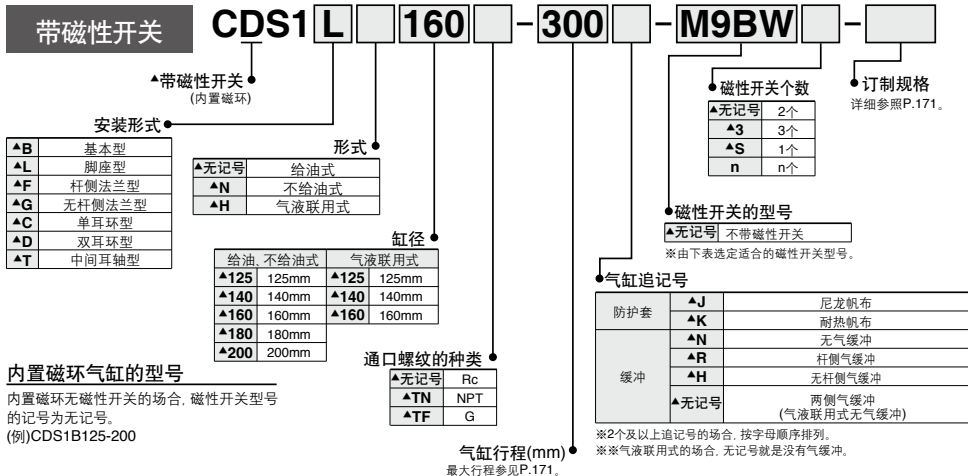 带磁性开关
CDS1 L 160 - 300 - M9BW -
▲带磁性开关
(内置磁环)
安装形式
▲B 基本型
▲L 脚座型
▲F 杆侧法兰型
▲G 无杆侧法兰型
▲C 单耳环型
▲D 双耳环型
▲T 中间耳轴型
形式
▲无记号 给油式
▲N 不给油式
▲H 气液联用式
缸径
给油、不给油式 气液联用式
▲125 125mm ▲125 125mm
▲140 140mm ▲140 140mm
▲160 160mm ▲160 160mm
▲180 180mm
▲200 200mm
通口螺纹的种类
▲无记号 Rc
▲TN NPT
▲TF G
气缸行程(mm)
最大行程参见P.171。
磁性开关个数
▲无记号 2个
▲3 3个
▲S 1个
n n个
订制规格
详细参照P.171。
磁性开关的型号
▲无记号 不带磁性开关
※由下表选定适合的磁性开关型号。
气缸追记号
防护套 ▲J 尼龙帆布
▲K 耐热帆布
缓冲 ▲N 无气缓冲
▲R 杆侧气缓冲
▲H 无杆侧气缓冲
▲无记号 两侧气缓冲
(气液联用式无气缓冲)
※2个及以上追记号的场合, 按字母顺序排列。
※※气液联用式的场合, 无记号就是没有气缓冲。
内置磁环气缸的型号
内置磁环无磁性开关的场合, 磁性开关型号
的记号为无记号。
(例)CDS1B125-200